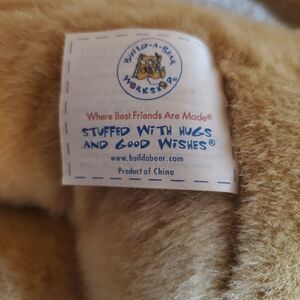 BUILD-A-BEAR
WORKSHOP®
Where Best Friends Are Made®
STUFFED WITH HUGS
AND GOOD WISHES®
www.buildabear.com
Product of China